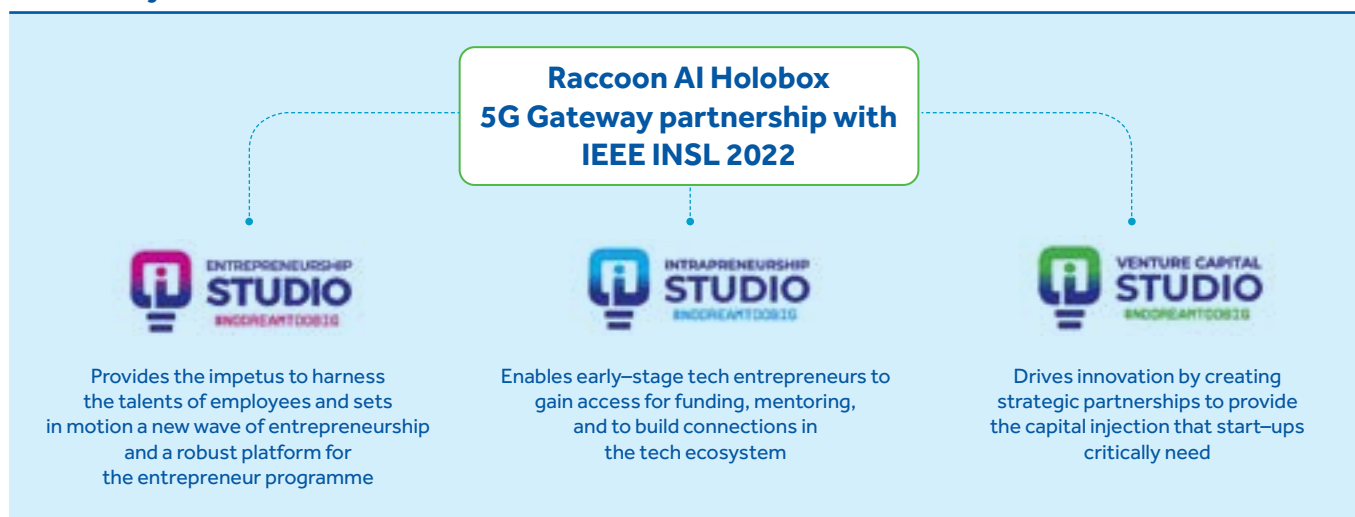 Raccoon AI Holobox
5G Gateway partnership with
IEEE INSL 2022
ENTREPRENEURSHIP
STUDIO
#NODREAMTOOBIG
Provides the impetus to harness
the talents of employees and sets
in motion a new wave of entrepreneurship
and a robust platform for
the entrepreneur programme
INTRAPRENEURSHIP
STUDIO
#NODREAMTOOBIG
Enables early–stage tech entrepreneurs to
gain access for funding, mentoring,
and to build connections in
the tech ecosystem
VENTURE CAPITAL
STUDIO
#NODREAMTOOBIG
Drives innovation by creating
strategic partnerships to provide
the capital injection that start–ups
critically need